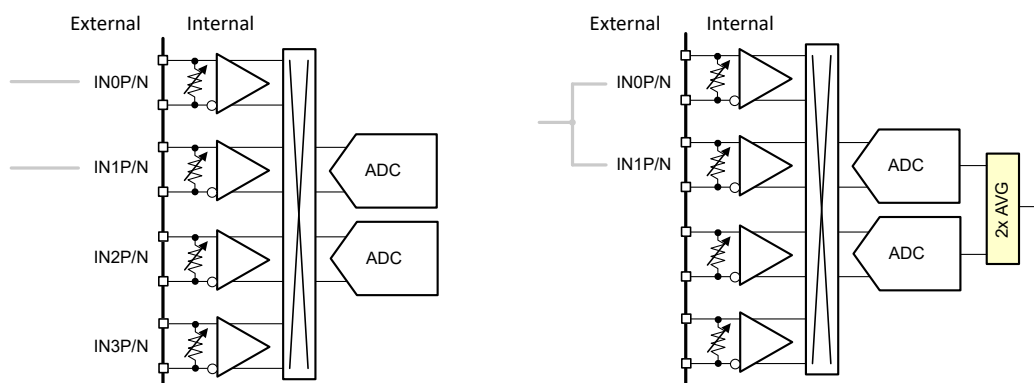 External Internal
IN0P/N
IN1P/N
ADC
IN2P/N
ADC
IN3P/N
External Internal
IN0P/N
IN1P/N
ADC
ADC
2x AVG